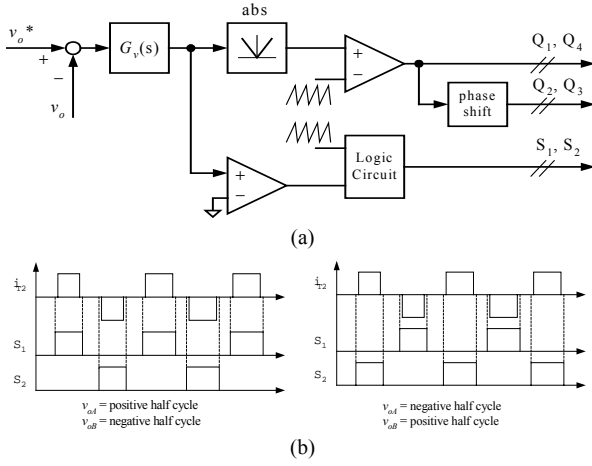 abs
v_o* + − v_o
G_v(s)
+ −
Q_1, Q_4
phase shift
Q_2, Q_3
+ −
Logic Circuit
S_1, S_2
(a)
i_T2
S_1
S_2
v_oA = positive half cycle
v_oB = negative half cycle
i_T2
S_1
S_2
v_oA = negative half cycle
v_oB = positive half cycle
(b)